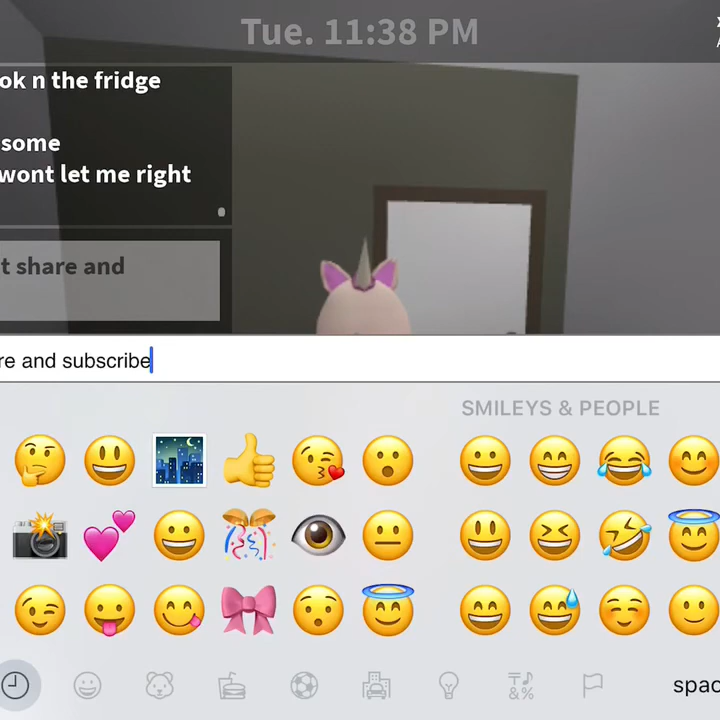 Tue. 11:38 PM
ok n the fridge
some
wont let me right
t share and
re and subscribe
SMILEYS & PEOPLE
spac